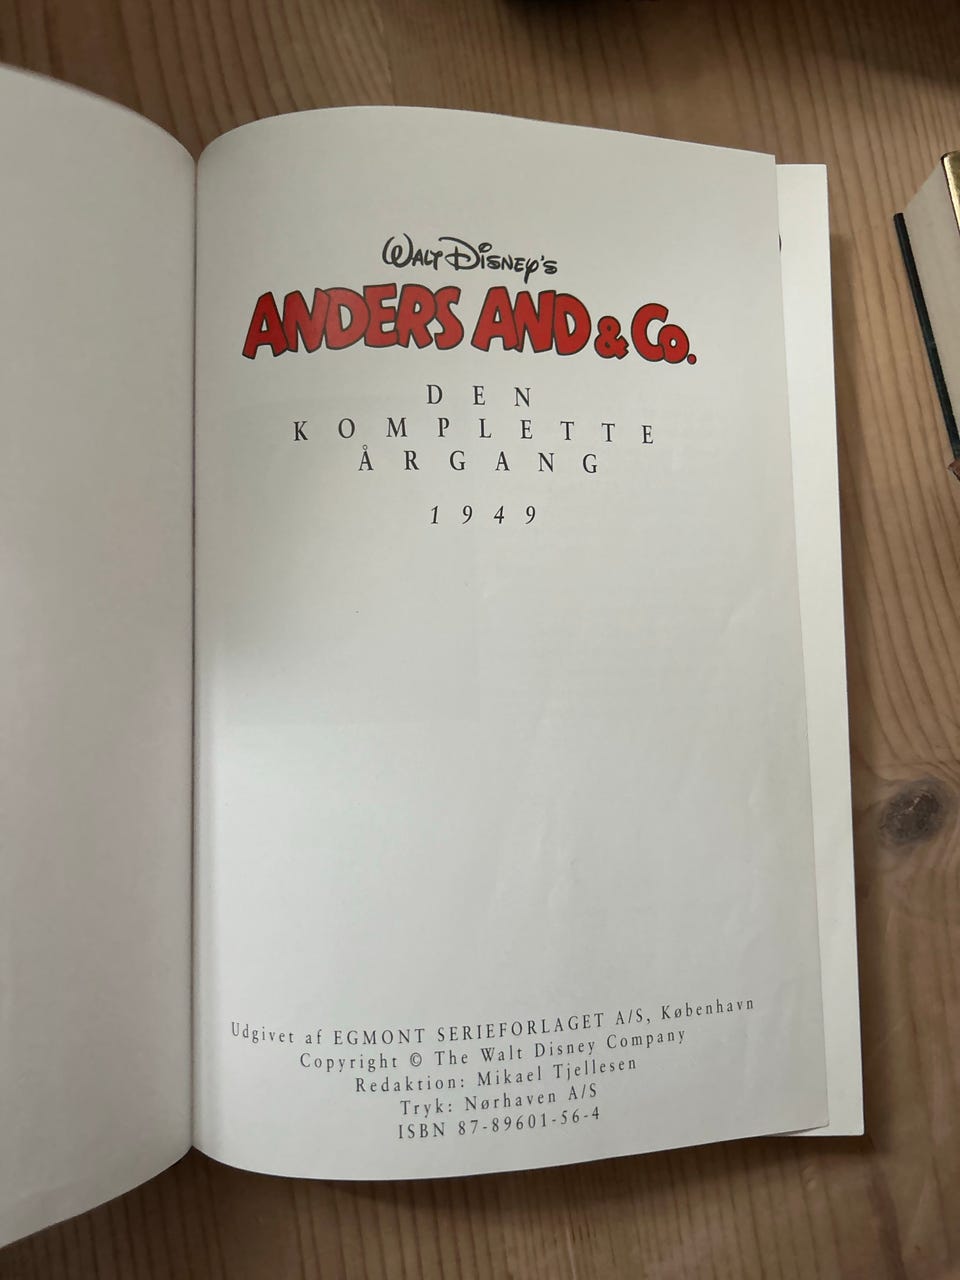 WALT DISNEY'S
ANDERS AND & Co.
DEN
KOMPLETTE
ÅRGANG
1949
Udgivet af EGMONT SERIEFORLAGET A/S, København
Copyright © The Walt Disney Company
Redaktion: Mikael Tjellesen
Tryk: Nørhaven A/S
ISBN 87-89601-56-4